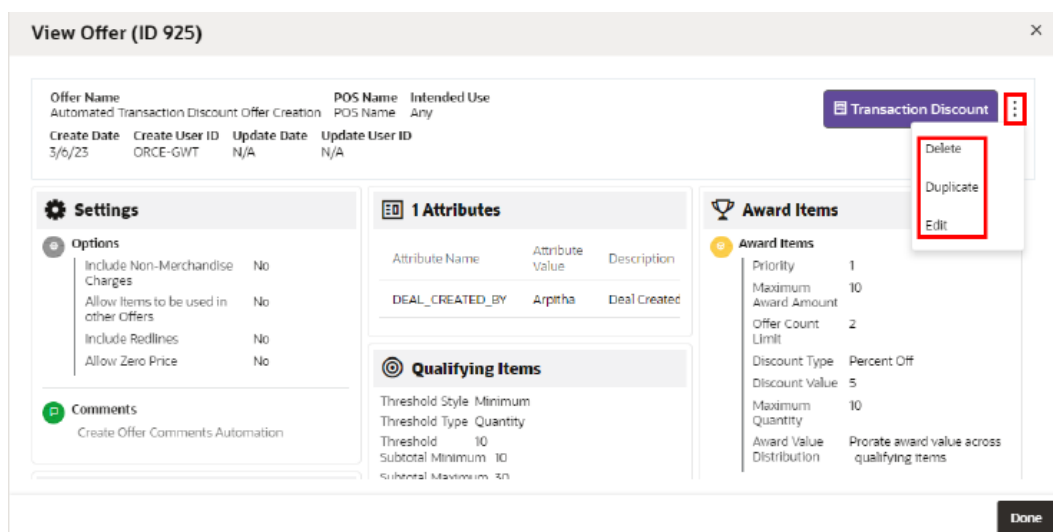 View Offer (ID 925)
×
Offer Name POS Name Intended Use
Automated Transaction Discount Offer Creation POS Name Any
Create Date Create User ID Update Date Update User ID
3/6/23 ORCE-GWT N/A N/A
Transaction Discount
Delete
Duplicate
Edit
Settings
Options
Include Non-Merchandise Charges No
Allow Items to be used in other Offers No
Include Redlines No
Allow Zero Price No
Comments
Create Offer Comments Automation
1 Attributes
Attribute Name Attribute Value Description
DEAL_CREATED_BY Arpitha Deal Created
Qualifying Items
Threshold Style Minimum
Threshold Type Quantity
Threshold 10
Subtotal Minimum 10
Subtotal Maximum 30
Award Items
Award Items
Priority 1
Maximum Award Amount 10
Offer Count Limit 2
Discount Type Percent Off
Discount Value 5
Maximum Quantity 10
Award Value Distribution Prorate award value across qualifying items
Done